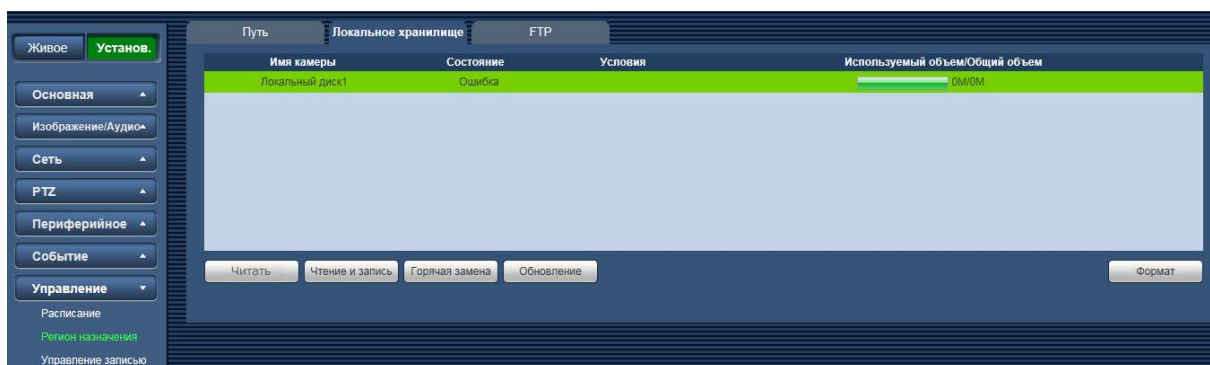 Путь Локальное хранилище FTP
Живое Установ.
Имя камеры Состояние Условия Используемый объем/Общий объем
Локальный диск1 Ошибка 0M/0M
Основная
Изображение/Аудио
Сеть
PTZ
Периферийное
Событие
Читать Чтение и запись Горячая замена Обновление Формат
Управление
Расписание
Регион назначения
Управление записью